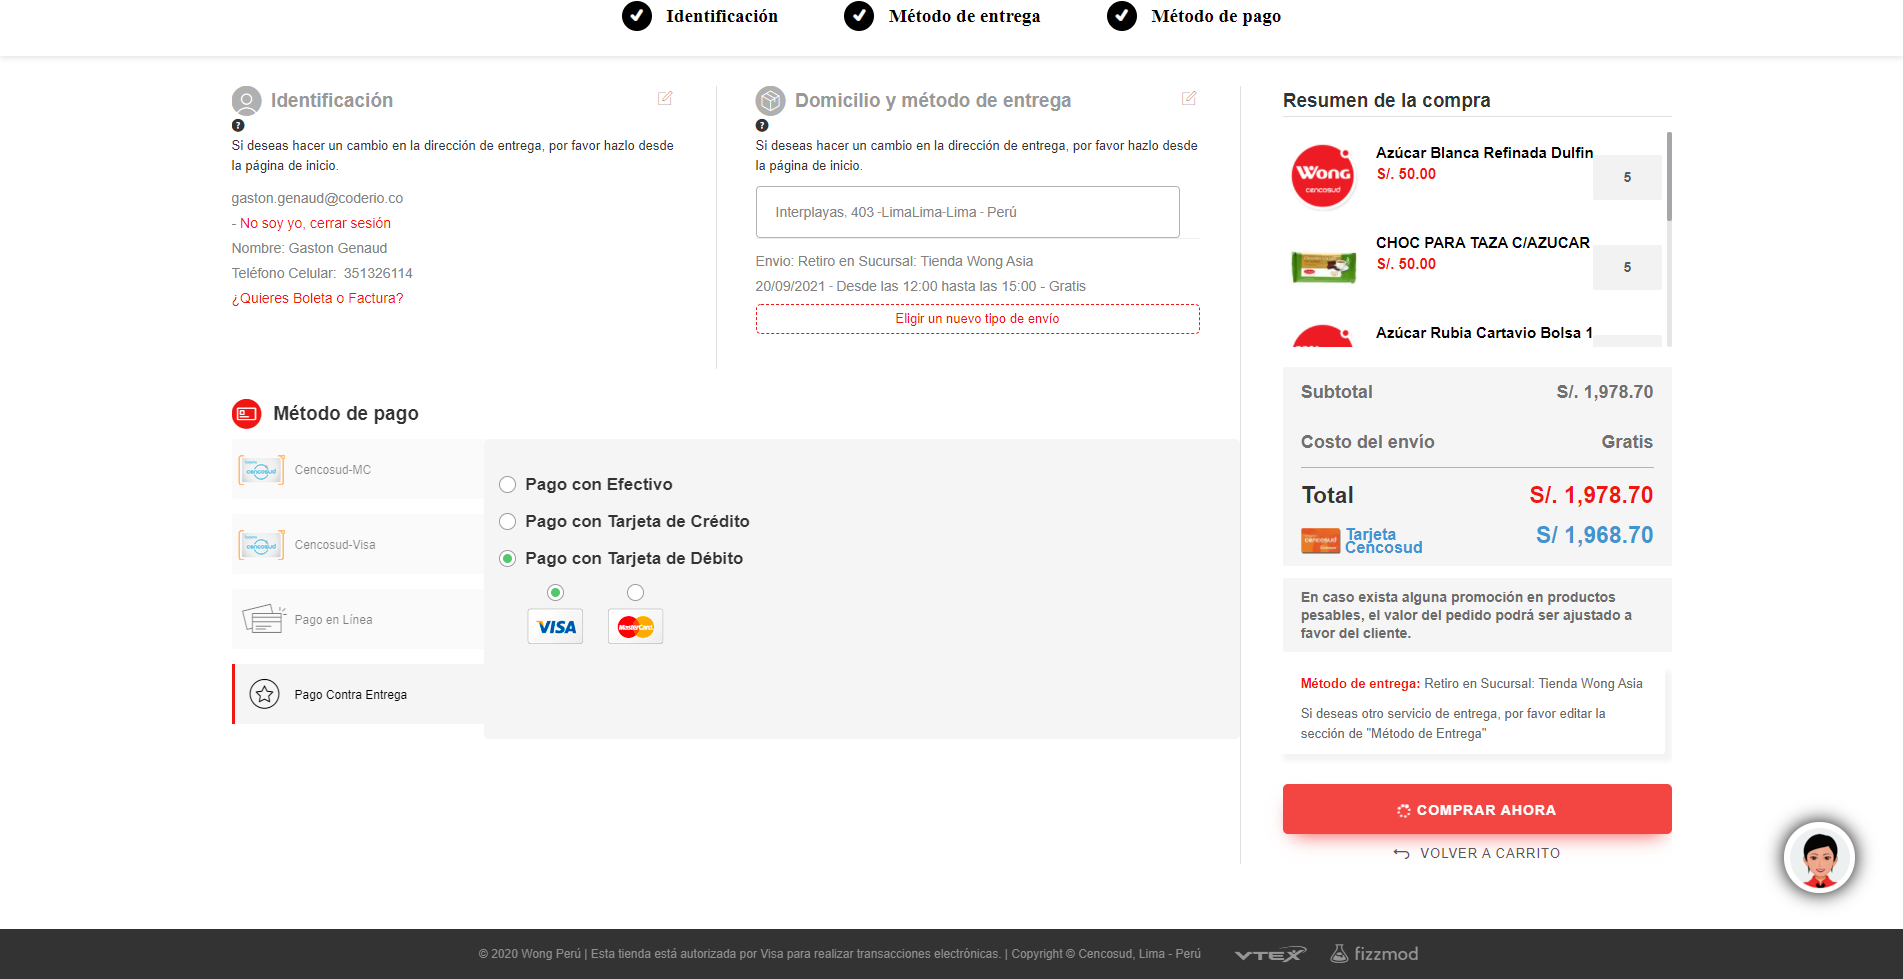 Identificación
Método de entrega
Método de pago
Identificación
?
Si deseas hacer un cambio en la dirección de entrega, por favor hazlo desde
la página de inicio.
gaston.genaud@coderio.co
- No soy yo, cerrar sesión
Nombre: Gaston Genaud
Teléfono Celular: 351326114
¿Quieres Boleta o Factura?
Domicilio y método de entrega
?
Si deseas hacer un cambio en la dirección de entrega, por favor hazlo desde
la página de inicio.
Interplayas, 403 -LimaLima-Lima - Perú
Envio: Retiro en Sucursal: Tienda Wong Asia
20/09/2021 - Desde las 12:00 hasta las 15:00 - Gratis
Eligir un nuevo tipo de envío
Método de pago
cencosud
Cencosud-MC
cencosud
Cencosud-Visa
Pago en Línea
Pago Contra Entrega
Pago con Efectivo
Pago con Tarjeta de Crédito
Pago con Tarjeta de Débito
VISA
MasterCard
Resumen de la compra
Wong
cencosud
Azúcar Blanca Refinada Dulfin
S/. 50.00
5
CHOC PARA TAZA C/AZUCAR
S/. 50.00
5
Azúcar Rubia Cartavio Bolsa 1
Subtotal
S/. 1,978.70
Costo del envío
Gratis
Total
S/. 1,978.70
cencosud
Tarjeta
Cencosud
S/ 1,968.70
En caso exista alguna promoción en productos
pesables, el valor del pedido podrá ser ajustado a
favor del cliente.
Método de entrega: Retiro en Sucursal: Tienda Wong Asia
Si deseas otro servicio de entrega, por favor editar la
sección de "Método de Entrega"
COMPRAR AHORA
VOLVER A CARRITO
© 2020 Wong Perú | Esta tienda está autorizada por Visa para realizar transacciones electrónicas. | Copyright © Cencosud, Lima - Perú
VTEX
fizzmod